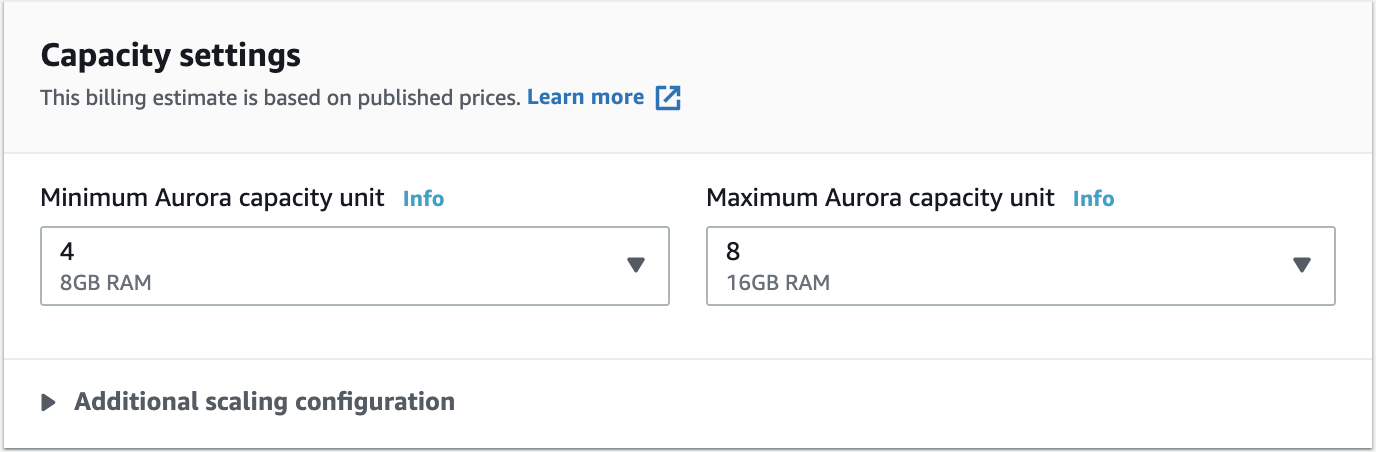 Capacity settings
This billing estimate is based on published prices. Learn more
Minimum Aurora capacity unit Info
4
8GB RAM
Maximum Aurora capacity unit Info
8
16GB RAM
Additional scaling configuration